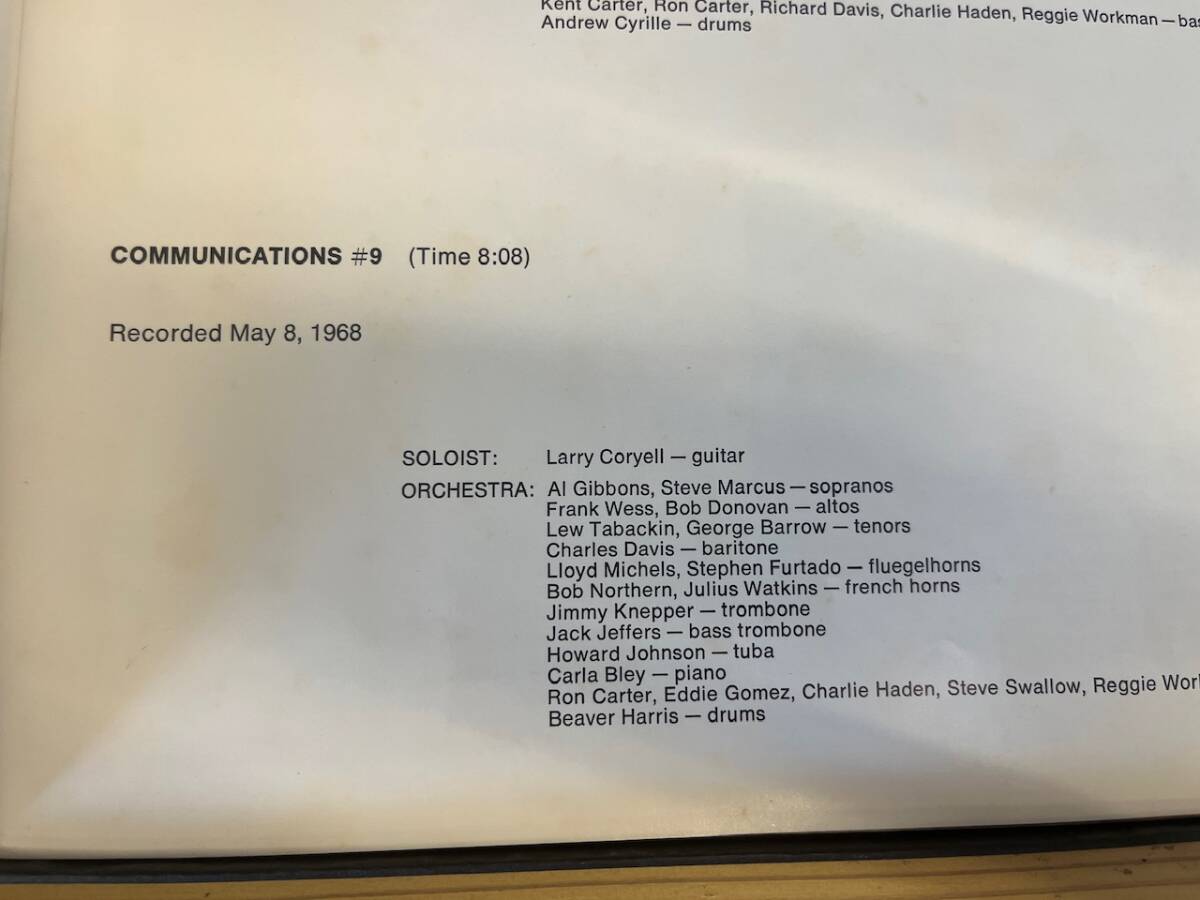 Kent Carter, Ron Carter, Richard Davis, Charlie Haden, Reggie Workman — bas
Andrew Cyrille — drums
COMMUNICATIONS #9 (Time 8:08)
Recorded May 8, 1968
SOLOIST: Larry Coryell — guitar
ORCHESTRA: Al Gibbons, Steve Marcus — sopranos
Frank Wess, Bob Donovan — altos
Lew Tabackin, George Barrow — tenors
Charles Davis — baritone
Lloyd Michels, Stephen Furtado — fluegelhorns
Bob Northern, Julius Watkins — french horns
Jimmy Knepper — trombone
Jack Jeffers — bass trombone
Howard Johnson — tuba
Carla Bley — piano
Ron Carter, Eddie Gomez, Charlie Haden, Steve Swallow, Reggie Wor
Beaver Harris — drums